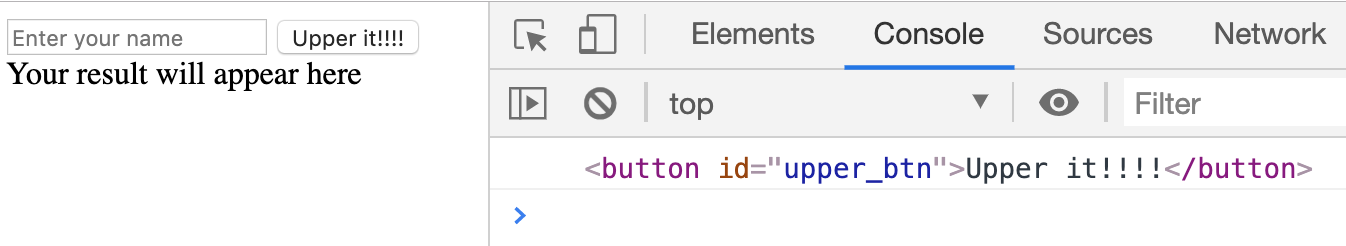 Enter your name Upper it!!!!
Your result will appear here
Elements Console Sources Network
top Filter
<button id="upper_btn">Upper it!!!!</button>